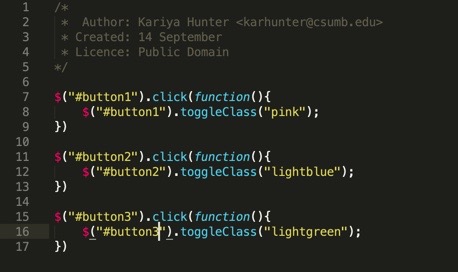 1 /*
2  *  Author: Kariya Hunter <karhunter@csumb.edu>
3  * Created: 14 September
4  * Licence: Public Domain
5 */
6
7 $("#button1").click(function(){
8     $("#button1").toggleClass("pink");
9 })
10
11 $("#button2").click(function(){
12     $("#button2").toggleClass("lightblue");
13 })
14
15 $("#button3").click(function(){
16     $("#button3").toggleClass("lightgreen");
17 })